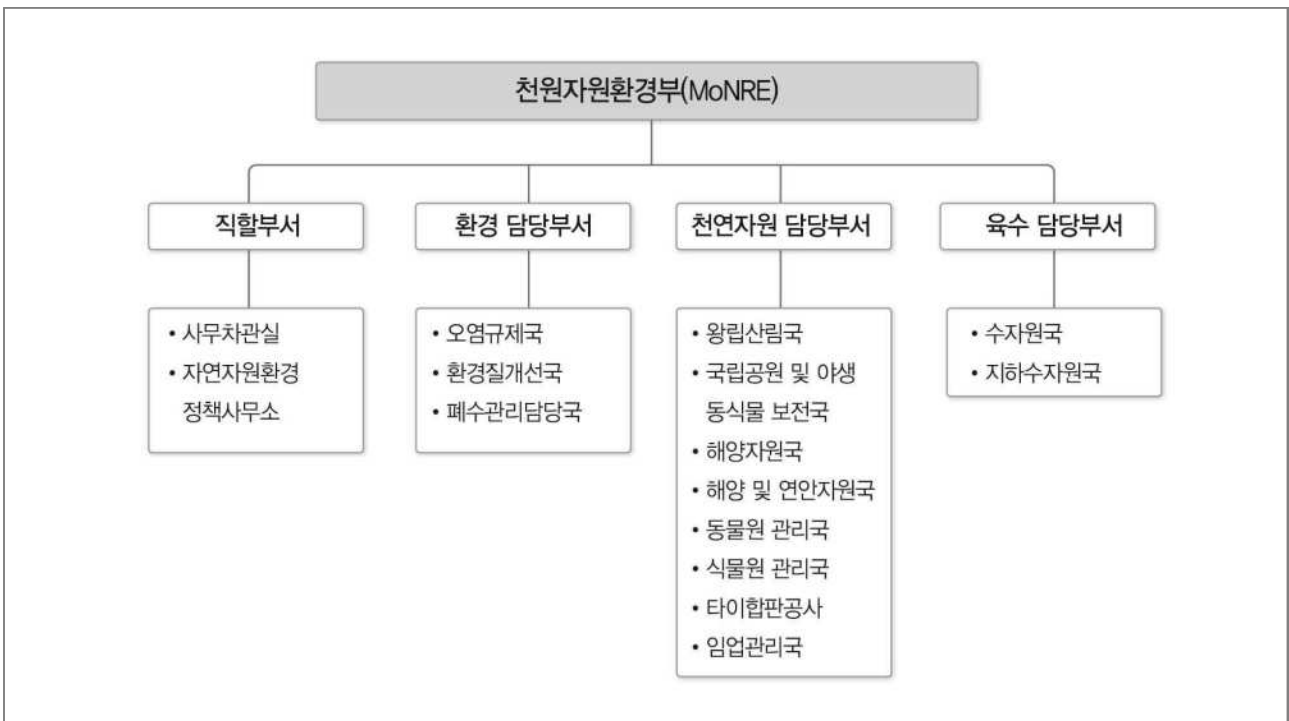 천원자원환경부(MoNRE)
직할부서
환경 담당부서
천연자원 담당부서
육수 담당부서
• 사무차관실
• 자연자원환경
정책사무소
• 오염규제국
• 환경질개선국
• 폐수관리담당국
• 왕립산림국
• 국립공원 및 야생
동식물 보전국
• 해양자원국
• 해양 및 연안자원국
• 동물원 관리국
• 식물원 관리국
• 타이합판공사
• 임업관리국
• 수자원국
• 지하수자원국